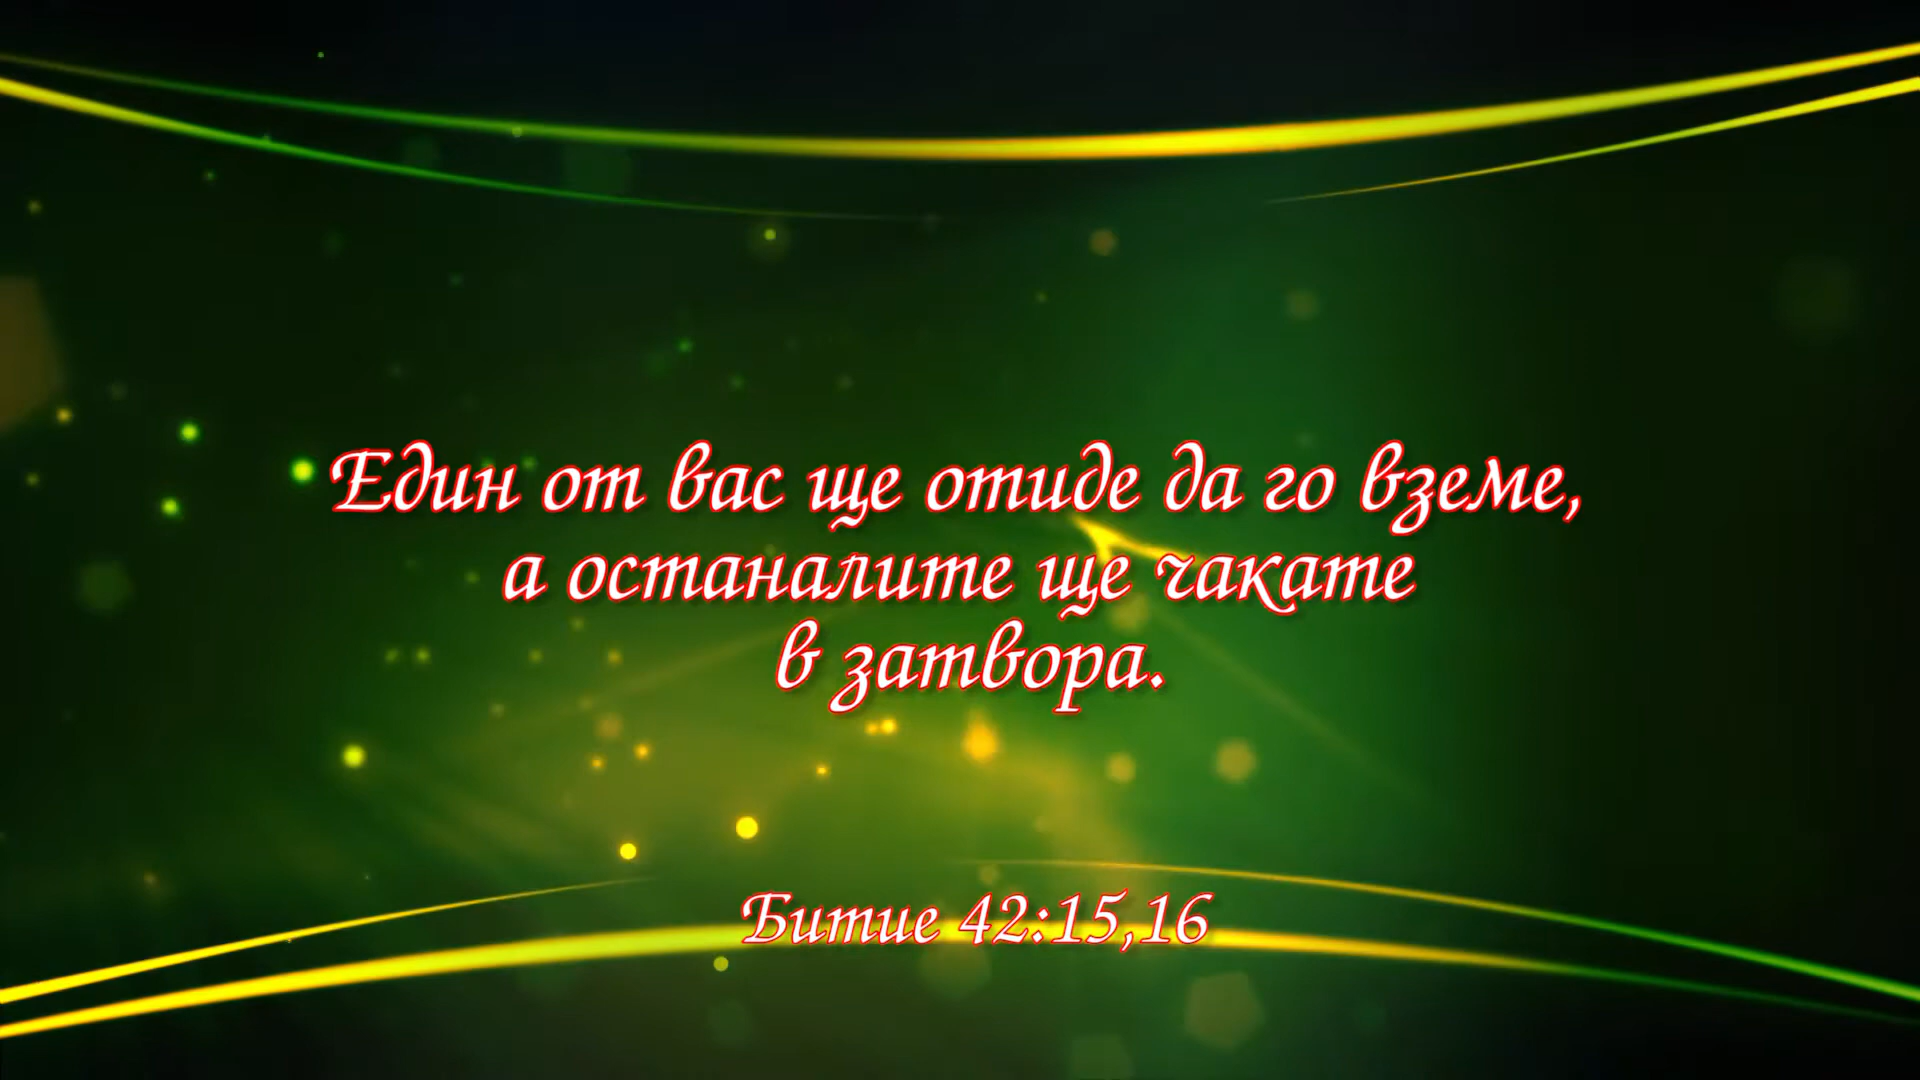 Един от вас ще отиде да го вземе,
а останалите ще чакате
в затвора.
Битие 42:15,16